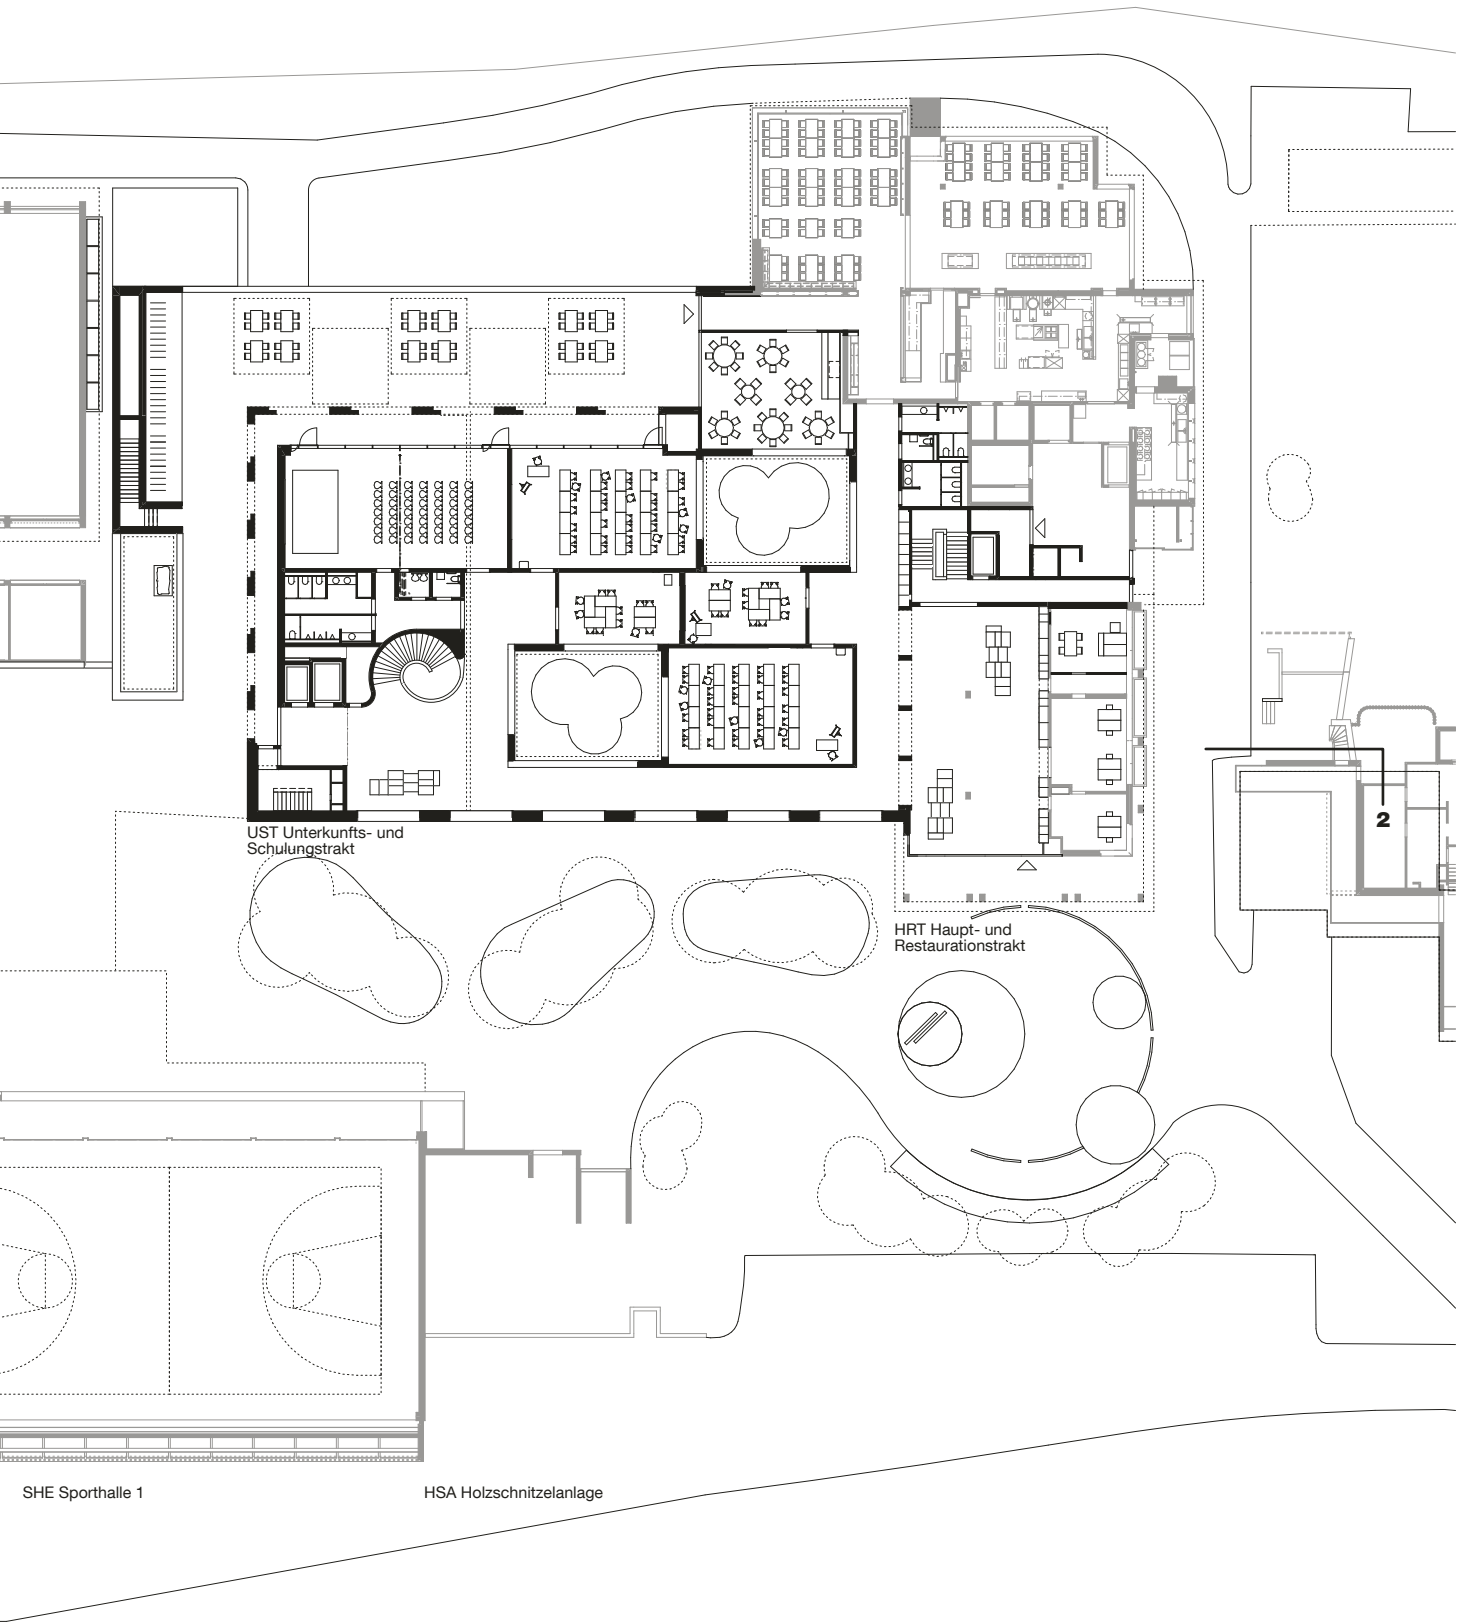 2
UST Unterkunfts- und
Schulungstrakt
HRT Haupt- und
Restaurationstrakt
SHE Sporthalle 1
HSA Holzschnitzelanlage